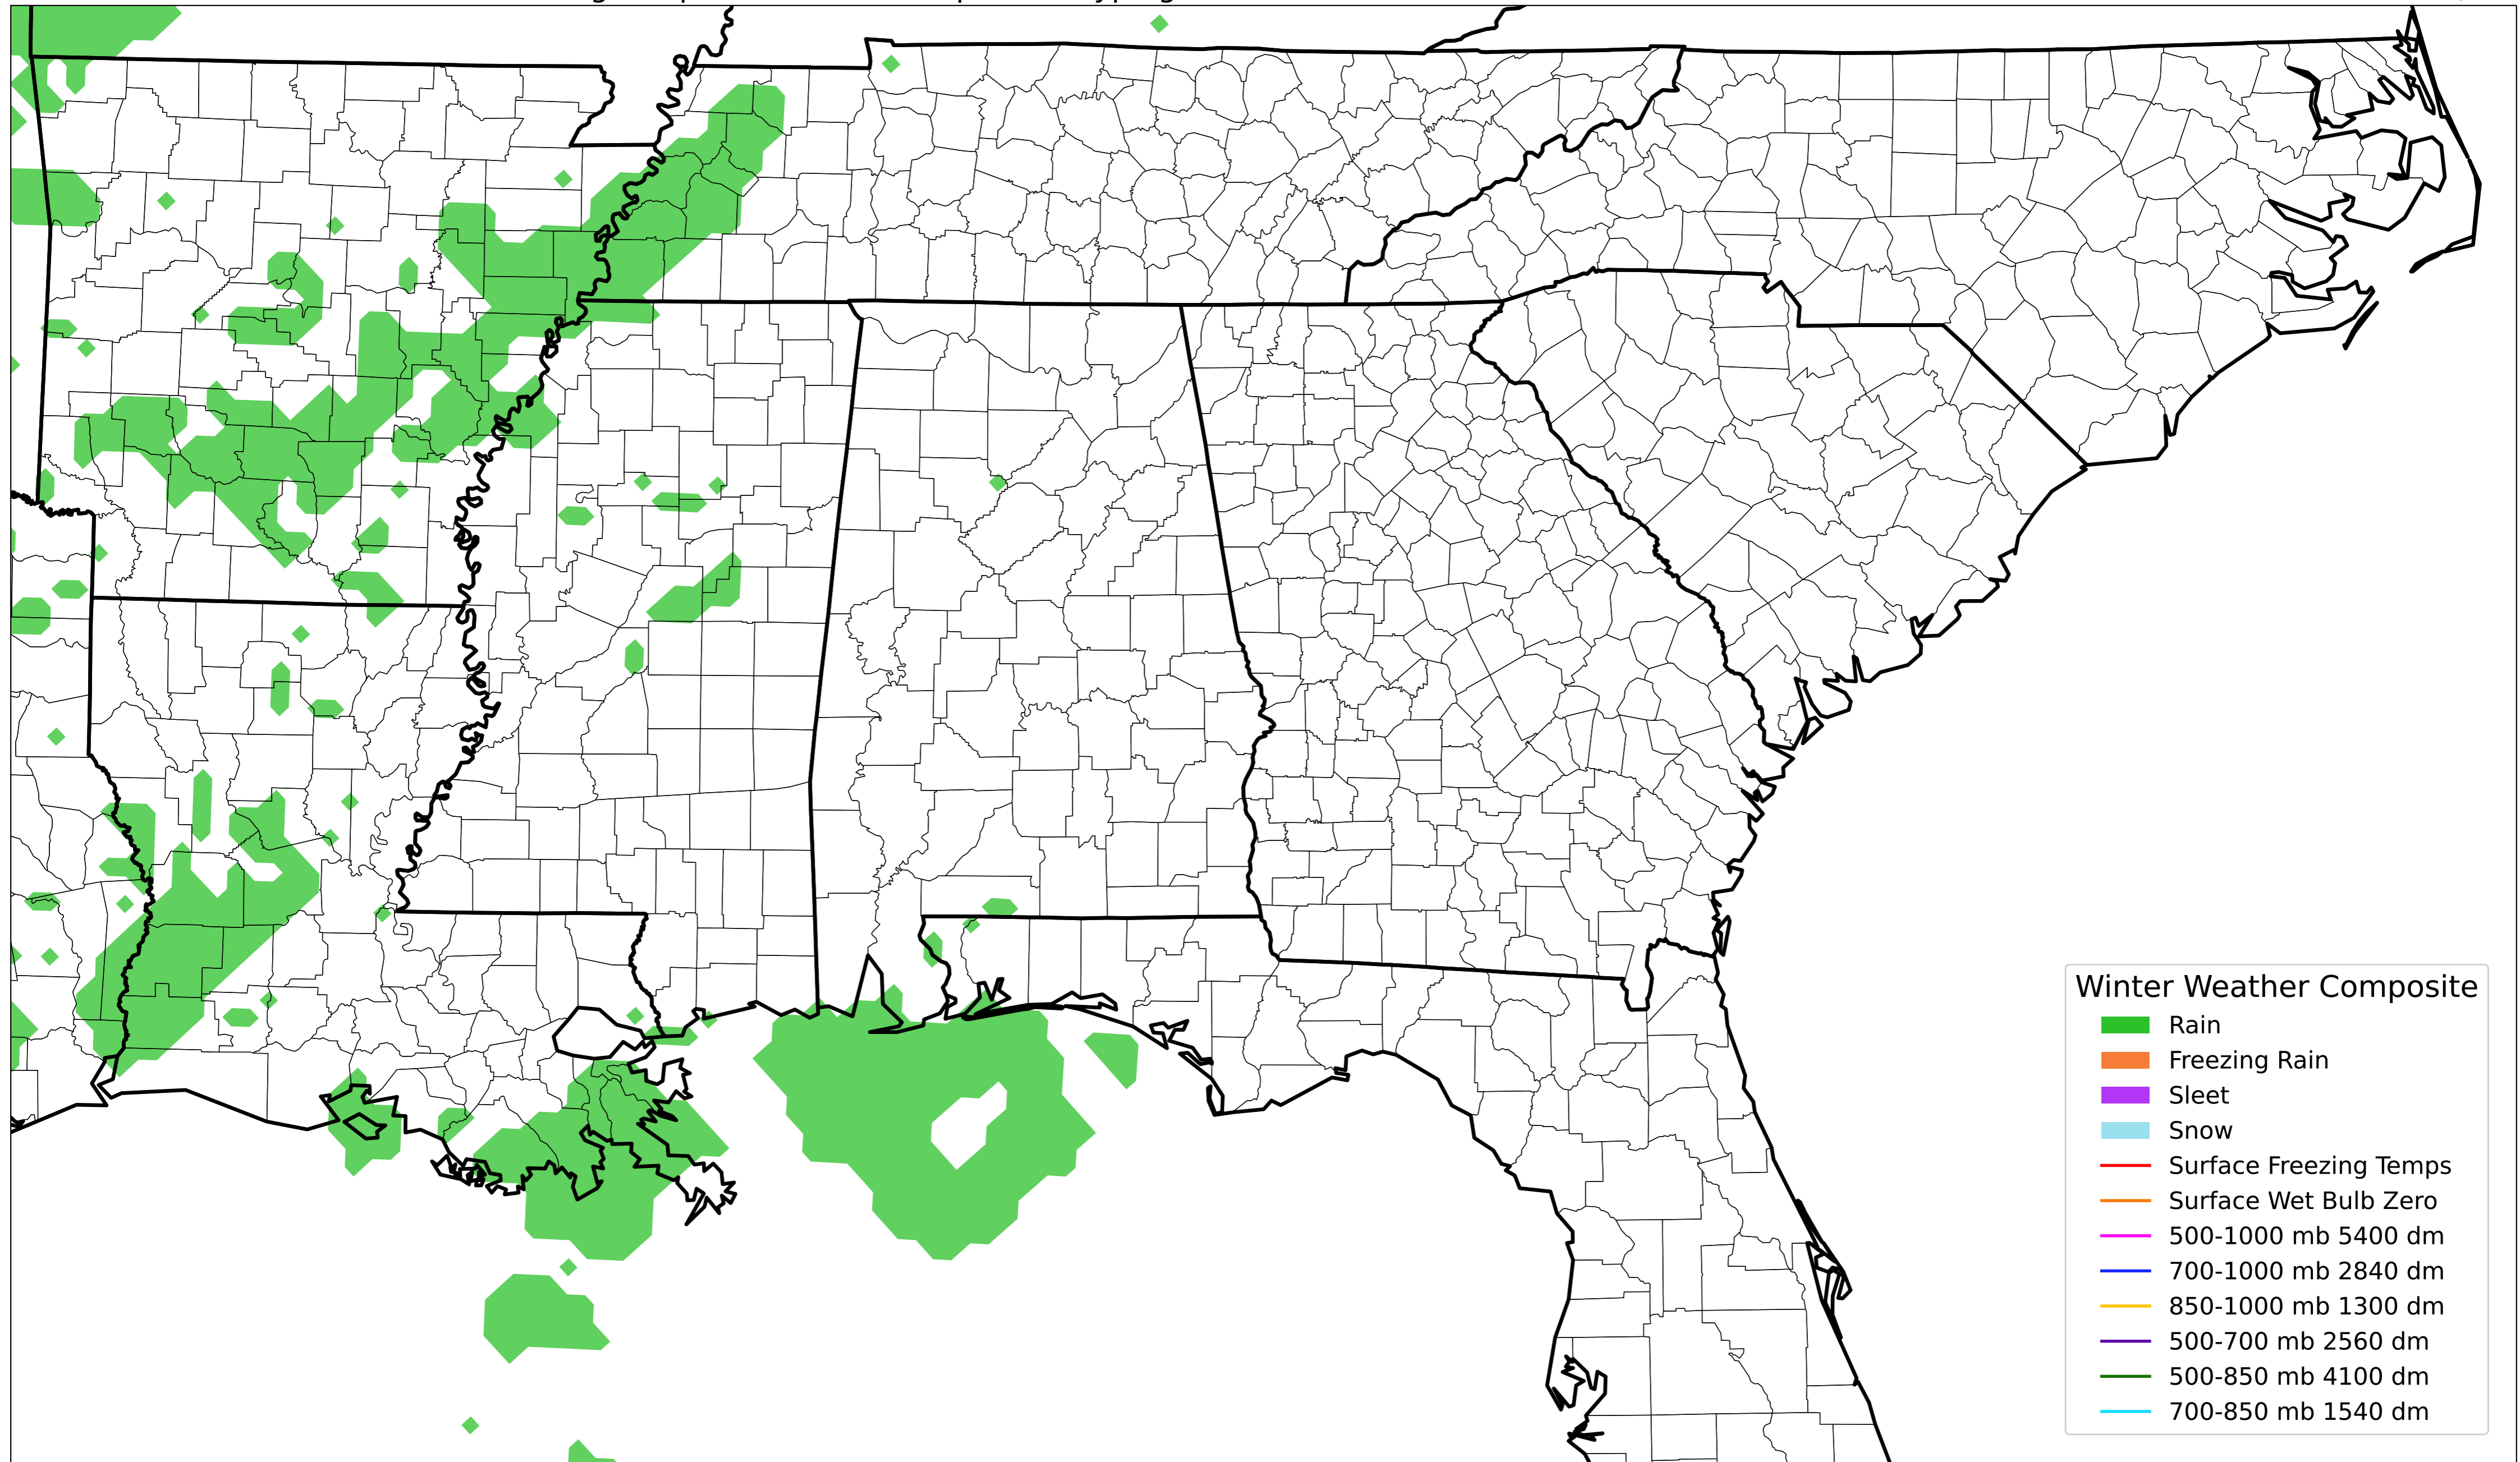 Winter Weather Composite
Rain
Freezing Rain
Sleet
Snow
Surface Freezing Temps
Surface Wet Bulb Zero
500-1000 mb 5400 dm
700-1000 mb 2840 dm
850-1000 mb 1300 dm
500-700 mb 2560 dm
500-850 mb 4100 dm
700-850 mb 1540 dm